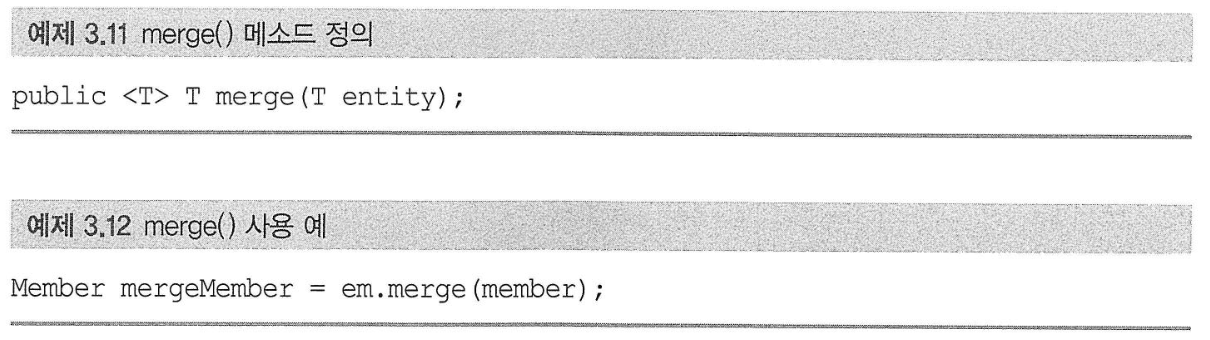 예제 3.11 merge() 메소드 정의
public <T> T merge(T entity);
예제 3.12 merge() 사용 예
Member mergeMember = em.merge(member);